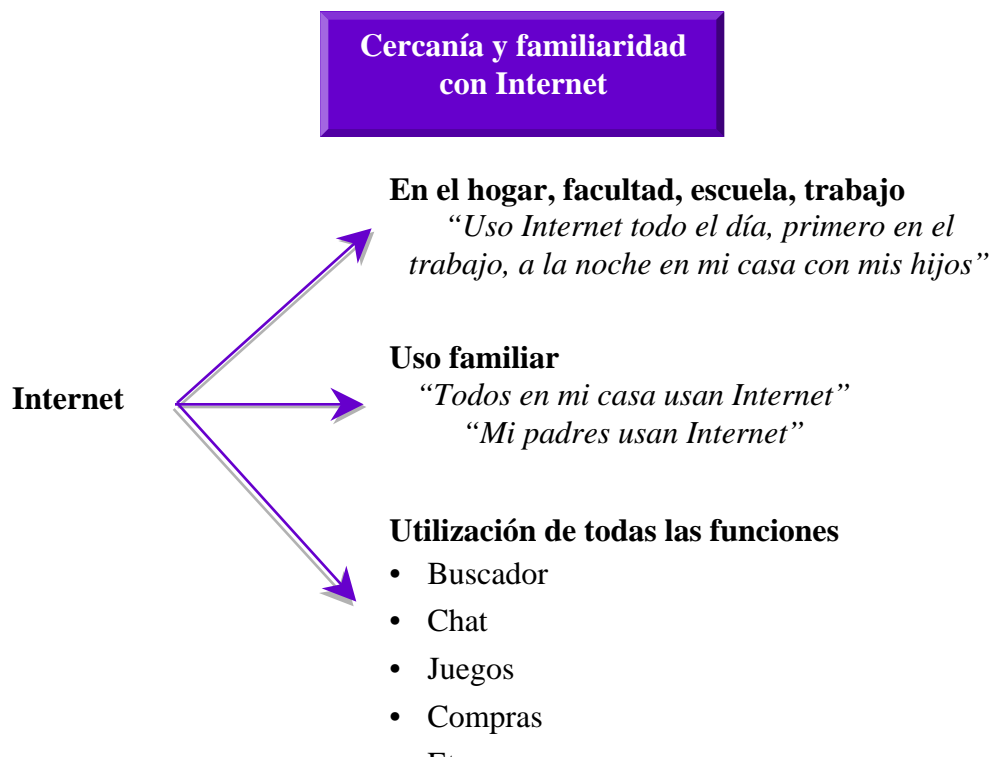 Cercanía y familiaridad
con Internet
En el hogar, facultad, escuela, trabajo
“Uso Internet todo el día, primero en el
trabajo, a la noche en mi casa con mis hijos”
Uso familiar
Internet
“Todos en mi casa usan Internet”
“Mi padres usan Internet”
Utilización de todas las funciones
• Buscador
• Chat
• Juegos
• Compras